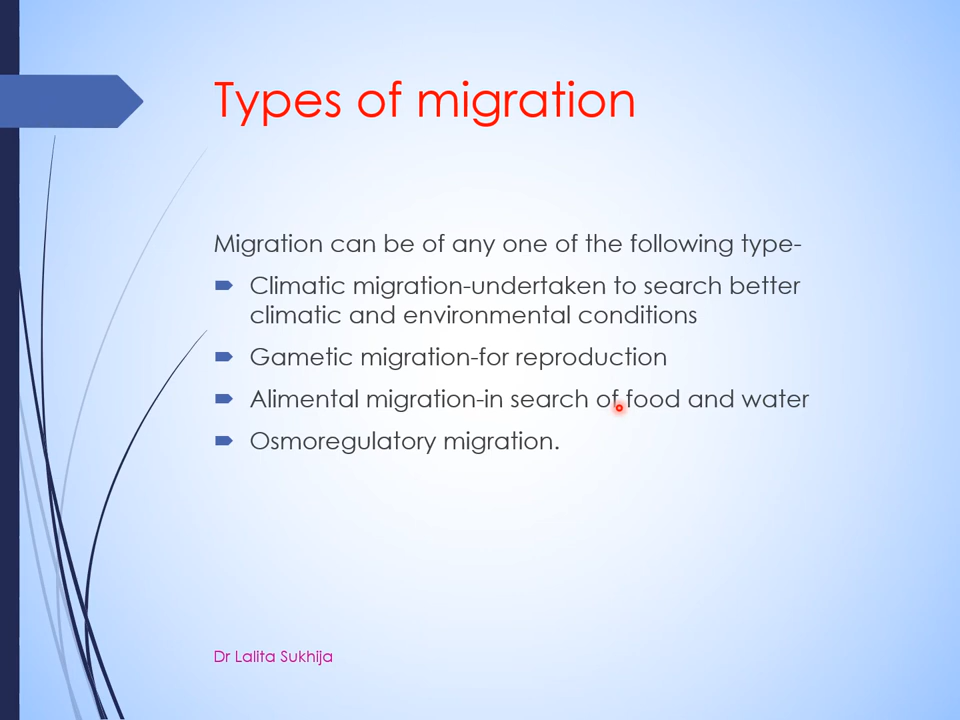 Types of migration
Migration can be of any one of the following type-
Climatic migration-undertaken to search better
climatic and environmental conditions
Gametic migration-for reproduction
Alimental migration-in search of food and water
Osmoregulatory migration.
Dr Lalita Sukhija